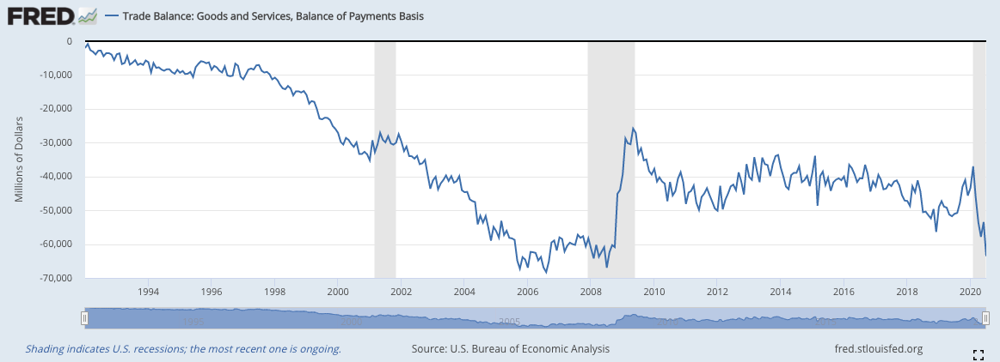 FRED
Trade Balance: Goods and Services, Balance of Payments Basis
Millions of Dollars
0
-10,000
-20,000
-30,000
-40,000
-50,000
-60,000
-70,000
1994 1996 1998 2000 2002 2004 2006 2008 2010 2012 2014 2016 2018 2020
2005
Shading indicates U.S. recessions; the most recent one is ongoing. Source: U.S. Bureau of Economic Analysis fred.stlouisfed.org